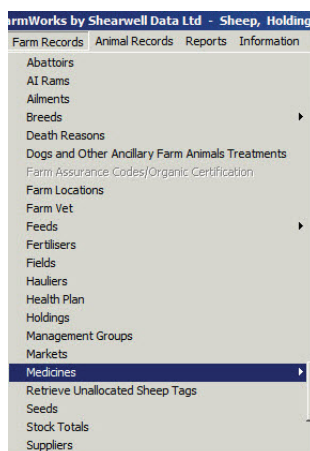 armWorks by Shearwell Data Ltd - Sheep, Holding
Farm Records Animal Records Reports Information
Abattoirs
AI Rams
Ailments
Breeds
Death Reasons
Dogs and Other Ancillary Farm Animals Treatments
Farm Assurance Codes/Organic Certification
Farm Locations
Farm Vet
Feeds
Fertilisers
Fields
Hauliers
Health Plan
Holdings
Management Groups
Markets
Medicines
Retrieve Unallocated Sheep Tags
Seeds
Stock Totals
Suppliers